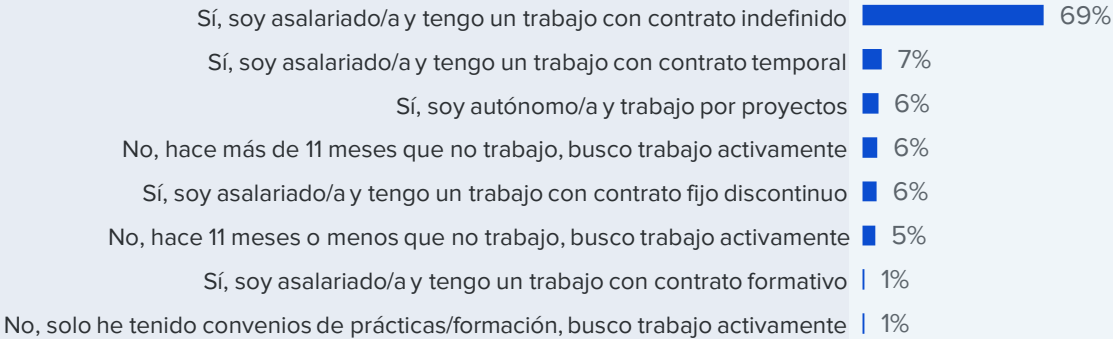 Sí, soy asalariado/a y tengo un trabajo con contrato indefinido 69%
Sí, soy asalariado/a y tengo un trabajo con contrato temporal 7%
Sí, soy autónomo/a y trabajo por proyectos 6%
No, hace más de 11 meses que no trabajo, busco trabajo activamente 6%
Sí, soy asalariado/a y tengo un trabajo con contrato fijo discontinuo 6%
No, hace 11 meses o menos que no trabajo, busco trabajo activamente 5%
Sí, soy asalariado/a y tengo un trabajo con contrato formativo 1%
No, solo he tenido convenios de prácticas/formación, busco trabajo activamente 1%